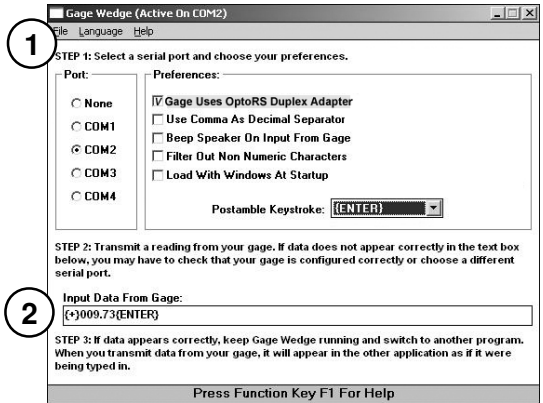 Gage Wedge (Active On COM2)
File Language Help
1
STEP 1: Select a serial port and choose your preferences.
Port:
Preferences:
None
COM1
COM2
COM3
COM4
Gage Uses OptoRS Duplex Adapter
Use Comma As Decimal Separator
Beep Speaker On Input From Gage
Filter Out Non Numeric Characters
Load With Windows At Startup
Postamble Keystroke: {ENTER}
STEP 2: Transmit a reading from your gage. If data does not appear correctly in the text box
below, you may have to check that your gage is configured correctly or choose a different
serial port.
2
Input Data From Gage:
{+}009.73{ENTER}
STEP 3: If data appears correctly, keep Gage Wedge running and switch to another program.
When you transmit data from your gage, it will appear in the other application as if it were
being typed in.
Press Function Key F1 For Help